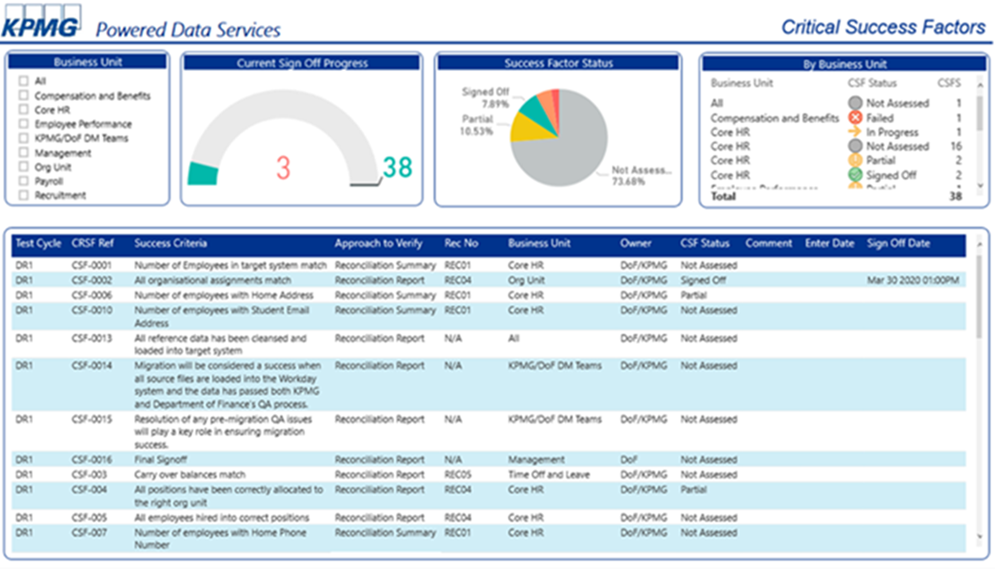 KPMG Powered Data Services
Critical Success Factors
Business Unit
All
Compensation and Benefits
Core HR
Employee Performance
KPMG/DoF DM Teams
Management
Org Unit
Payroll
Recruitment
Current Sign Off Progress
3
38
Success Factor Status
Signed Off
7.89%
Partial
10.53%
Not Assess...
73.68%
By Business Unit
Business Unit CSF Status CSFS
All Not Assessed 1
Compensation and Benefits Failed 1
Core HR In Progress 1
Core HR Not Assessed 16
Core HR Partial 2
Core HR Signed Off 2
Employee Performance Partial 1
Total 38
Test Cycle CRSF Ref Success Criteria Approach to Verify Rec No Business Unit Owner CSF Status Comment Enter Date Sign Off Date
DR1 CSF-0001 Number of Employees in target system match Reconciliation Summary REC01 Core HR DoF/KPMG Not Assessed
DR1 CSF-0002 All organisational assignments match Reconciliation Report REC04 Org Unit DoF/KPMG Signed Off Mar 30 2020 01:00PM
DR1 CSF-0006 Number of employees with Home Address Reconciliation Summary REC01 Core HR DoF/KPMG Partial
DR1 CSF-0010 Number of employees with Student Email Reconciliation Summary REC01 Core HR DoF/KPMG Not Assessed
Address
DR1 CSF-0013 All reference data has been cleansed and Reconciliation Report N/A All DoF/KPMG Not Assessed
loaded into target system
DR1 CSF-0014 Migration will be considered a success when Reconciliation Report N/A KPMG/DoF DM Teams DoF/KPMG Not Assessed
all source files are loaded into the Workday
system and the data has passed both KPMG
and Department of Finance's QA process.
DR1 CSF-0015 Resolution of any pre-migration QA issues Reconciliation Report N/A KPMG/DoF DM Teams DoF/KPMG Not Assessed
will play a key role in ensuring migration
success.
DR1 CSF-0016 Final Signoff Reconciliation Report N/A Management DoF Not Assessed
DR1 CSF-003 Carry over balances match Reconciliation Report REC05 Time Off and Leave DoF/KPMG Not Assessed
DR1 CSF-004 All positions have been correctly allocated to Reconciliation Report REC04 Core HR DoF/KPMG Partial
the right org unit
DR1 CSF-005 All employees hired into correct positions Reconciliation Report REC04 Core HR DoF/KPMG Not Assessed
DR1 CSF-007 Number of employees with Home Phone Reconciliation Summary REC01 Core HR DoF/KPMG Not Assessed
Number